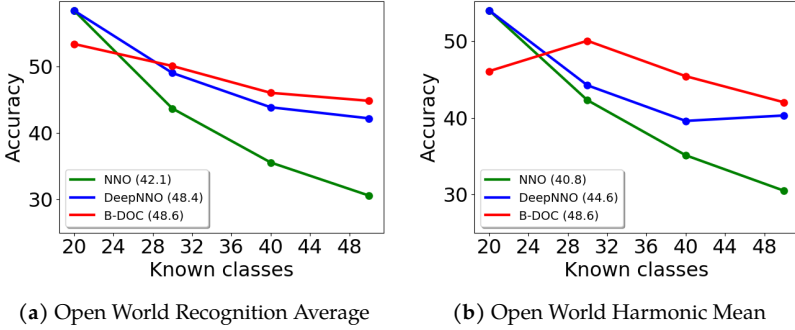 Accuracy
50
40
30
NNO (42.1)
DeepNNO (48.4)
B-DOC (48.6)
20 24 28 32 36 40 44 48
Known classes
(a) Open World Recognition Average
Accuracy
50
40
30
NNO (40.8)
DeepNNO (44.6)
B-DOC (48.6)
20 24 28 32 36 40 44 48
Known classes
(b) Open World Harmonic Mean